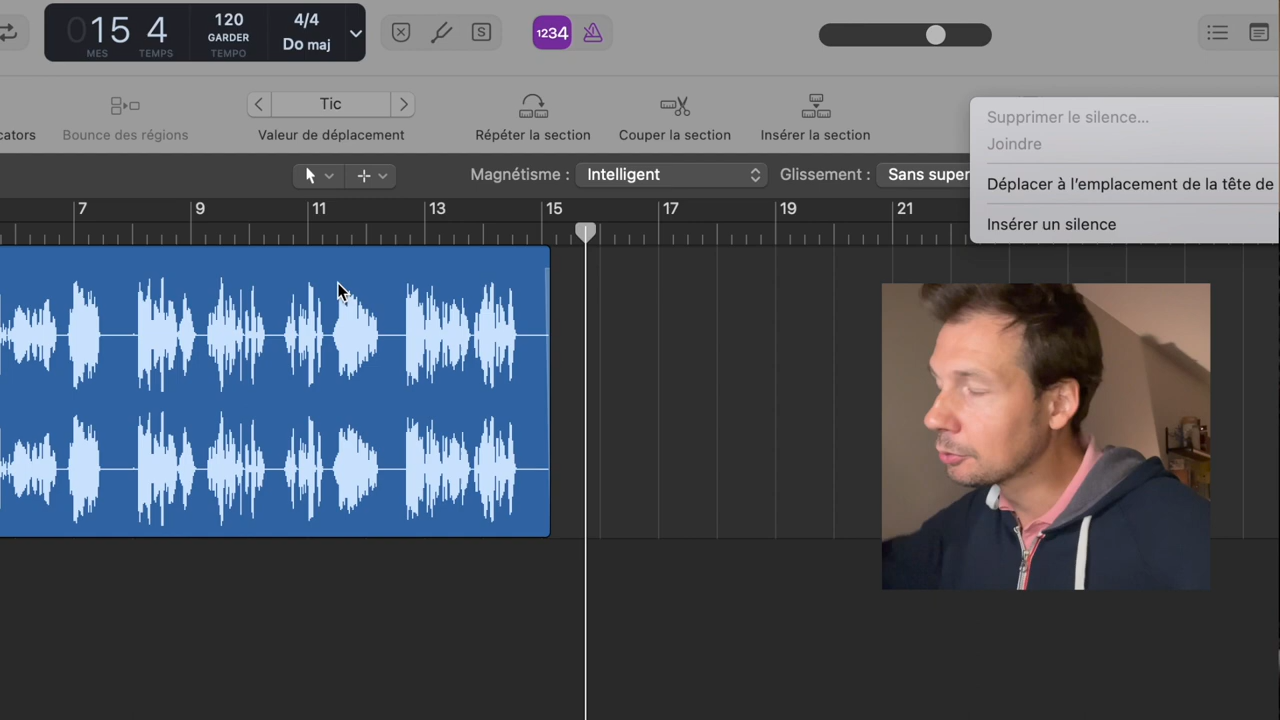 015 4
MES TEMPS
120
GARDER
TEMPO
4/4
Do maj
S
1234
cators
Bounce des régions
Tic
Valeur de déplacement
Répéter la section
Couper la section
Insérer la section
Supprimer le silence...
Joindre
Déplacer à l'emplacement de la tête de
Insérer un silence
Magnétisme : Intelligent
Glissement : Sans super
7 9 11 13 15 17 19 21